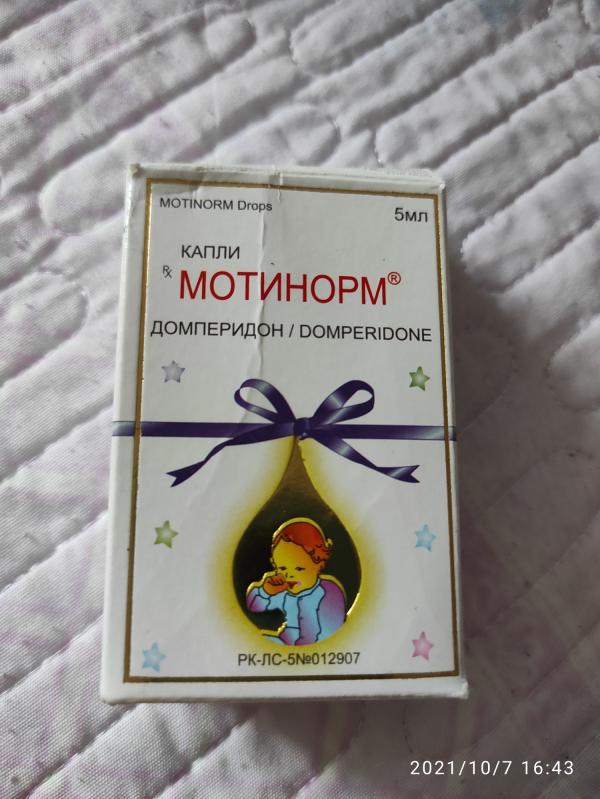 MOTINORM Drops
5мл
КАПЛИ
℞ МОТИНОРМ®
ДОМПЕРИДОН / DOMPERIDONE
РК-ЛС-5№012907
2021/10/7 16:43